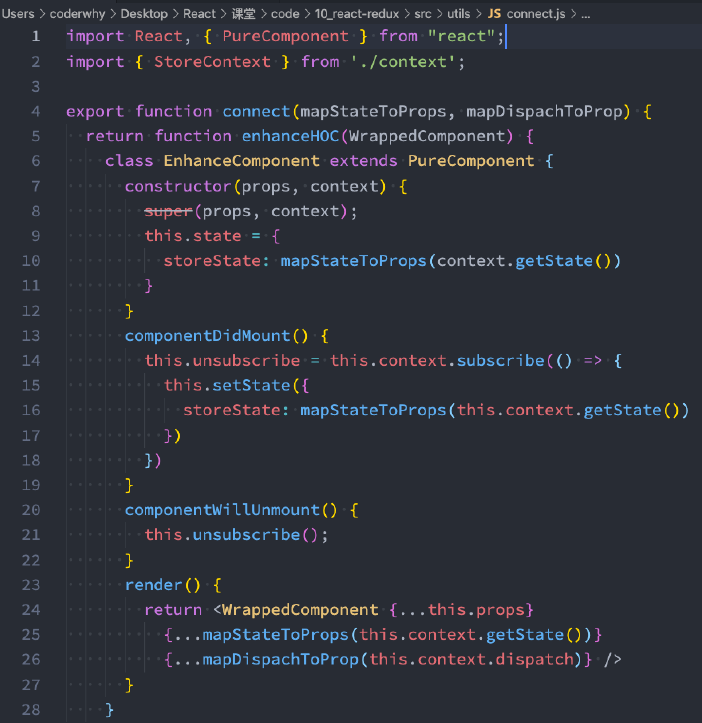 Users > coderwhy > Desktop > React > 课堂 > code > 10_react-redux > src > utils > JS connect.js > ...
1 import React, { PureComponent } from "react";
2 import { StoreContext } from './context';
3
4 export function connect(mapStateToProps, mapDispachToProp) {
5   return function enhanceHOC(WrappedComponent) {
6     class EnhanceComponent extends PureComponent {
7       constructor(props, context) {
8         super(props, context);
9         this.state = {
10           storeState: mapStateToProps(context.getState())
11         }
12       }
13       componentDidMount() {
14         this.unsubscribe = this.context.subscribe(() => {
15           this.setState({
16             storeState: mapStateToProps(this.context.getState())
17           })
18         })
19       }
20       componentWillUnmount() {
21         this.unsubscribe();
22       }
23       render() {
24         return <WrappedComponent {...this.props}
25           {...mapStateToProps(this.context.getState())}
26           {...mapDispachToProp(this.context.dispatch)} />
27       }
28     }